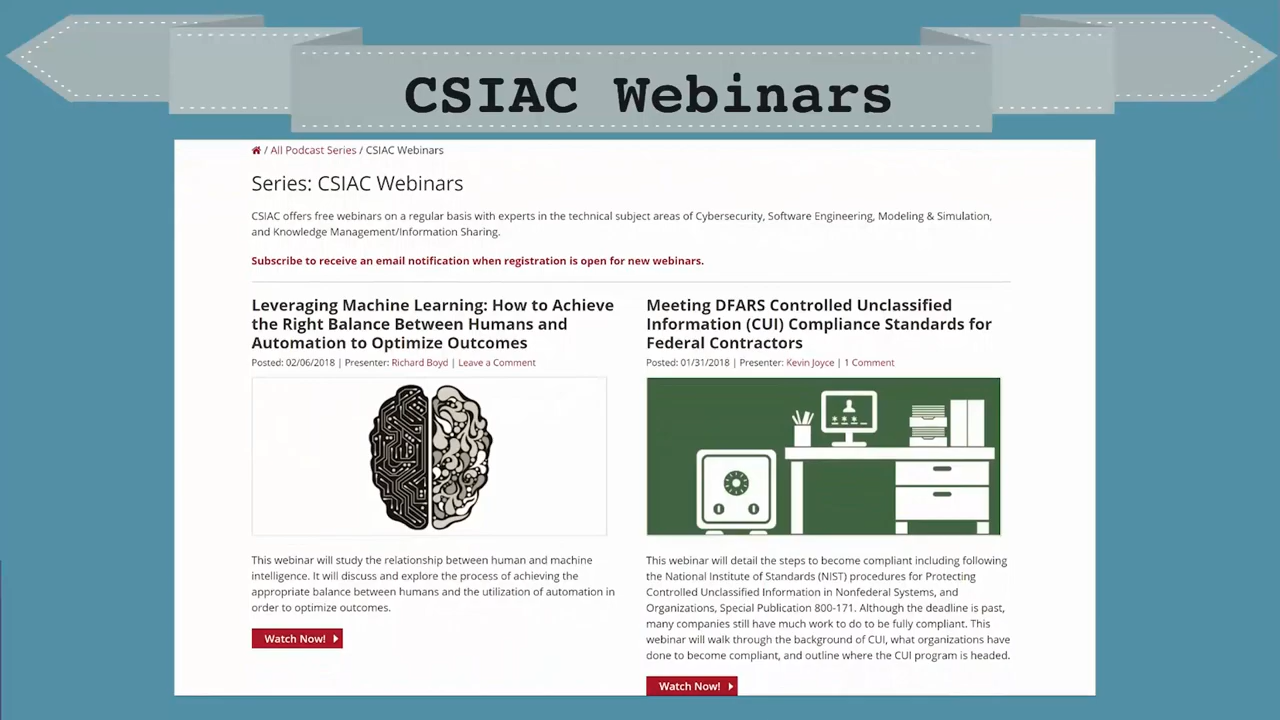 CSIAC Webinars
/ All Podcast Series / CSIAC Webinars
Series: CSIAC Webinars
CSIAC offers free webinars on a regular basis with experts in the technical subject areas of Cybersecurity, Software Engineering, Modeling & Simulation,
and Knowledge Management/Information Sharing.
Subscribe to receive an email notification when registration is open for new webinars.
Leveraging Machine Learning: How to Achieve
the Right Balance Between Humans and
Automation to Optimize Outcomes
Posted: 02/06/2018 | Presenter: Richard Boyd | Leave a Comment
This webinar will study the relationship between human and machine
intelligence. It will discuss and explore the process of achieving the
appropriate balance between humans and the utilization of automation in
order to optimize outcomes.
Watch Now!
Meeting DFARS Controlled Unclassified
Information (CUI) Compliance Standards for
Federal Contractors
Posted: 01/31/2018 | Presenter: Kevin Joyce | 1 Comment
This webinar will detail the steps to become compliant including following
the National Institute of Standards (NIST) procedures for Protecting
Controlled Unclassified Information in Nonfederal Systems, and
Organizations, Special Publication 800-171. Although the deadline is past,
many companies still have much work to do to be fully compliant. This
webinar will walk through the background of CUI, what organizations have
done to become compliant, and outline where the CUI program is headed.
Watch Now!